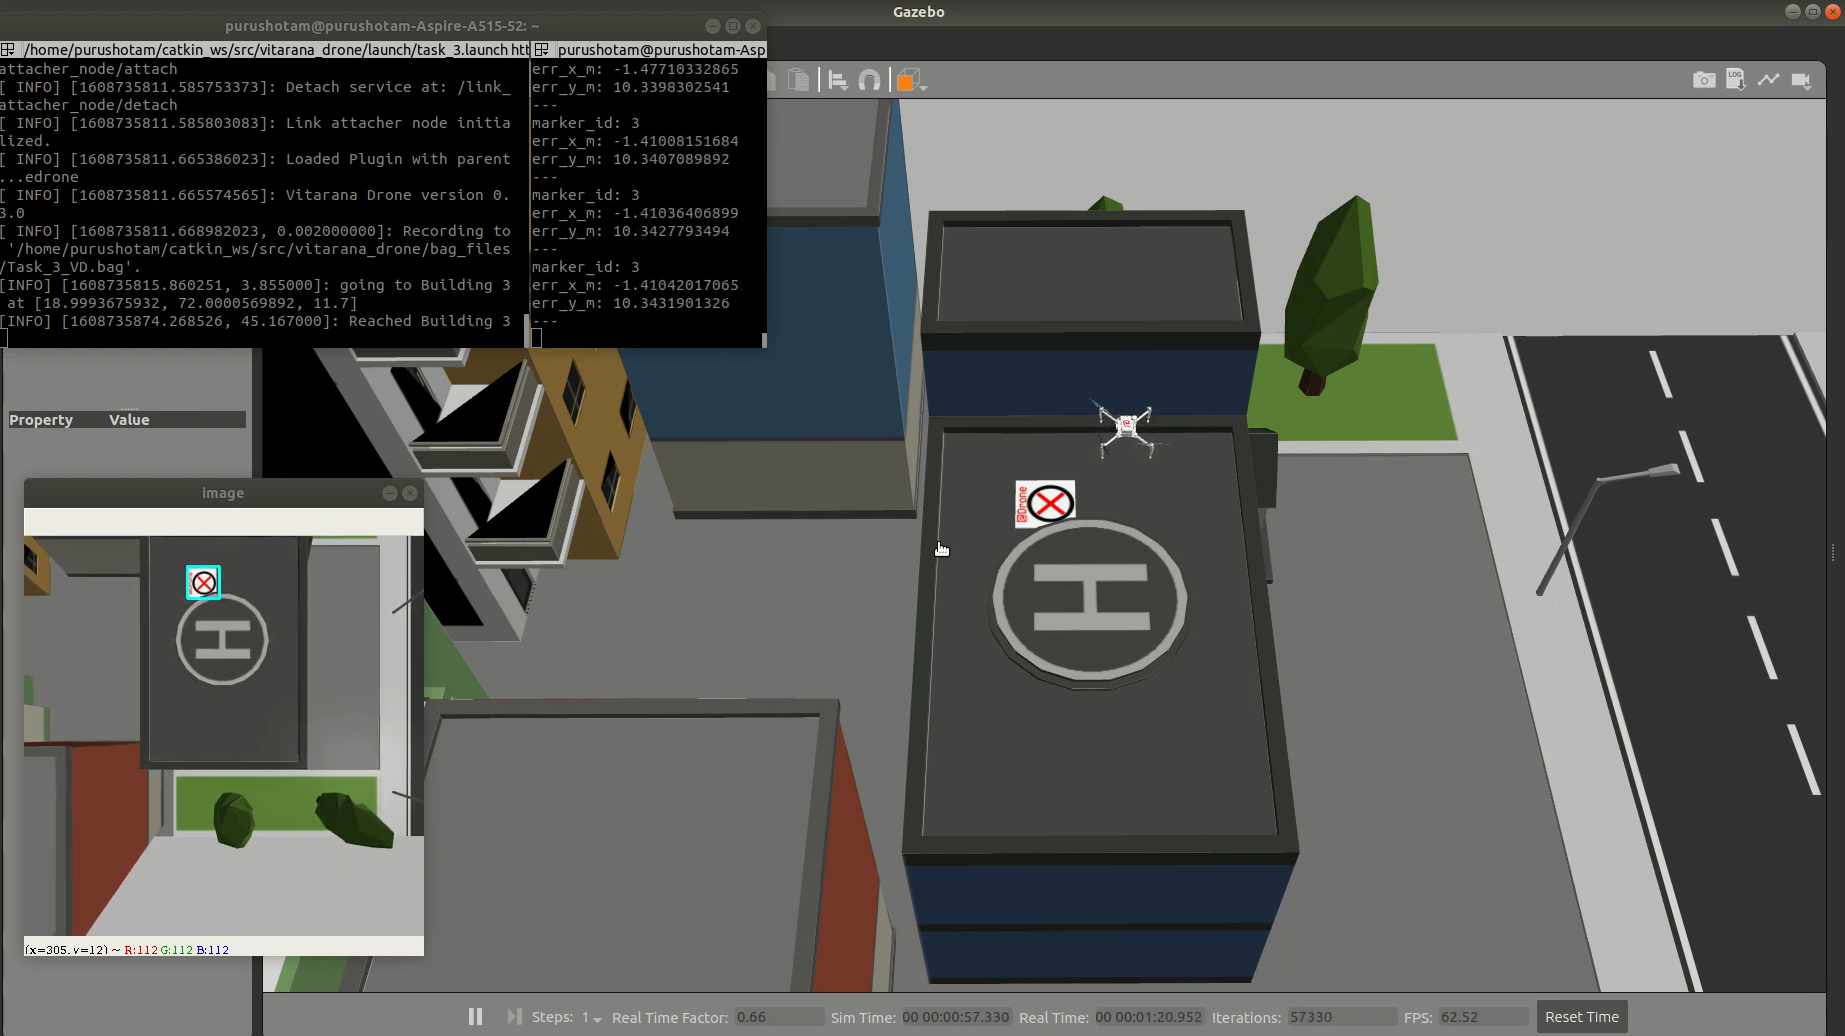 Gazebo
purushotam@purushotam-Aspire-A515-52: ~
/home/purushotam/catkin_ws/src/vitarana_drone/launch/task_3.launch htt
attacher_node/attach
[ INFO] [1608735811.585753373]: Detach service at: /link_
attacher_node/detach
[ INFO] [1608735811.585803083]: Link attacher node initia
lized.
[ INFO] [1608735811.665386023]: Loaded Plugin with parent
...edrone
[ INFO] [1608735811.665574565]: Vitarana Drone version 0.
3.0
[ INFO] [1608735811.668982023, 0.002000000]: Recording to
'/home/purushotam/catkin_ws/src/vitarana_drone/bag_files
/Task_3_VD.bag'.
[INFO] [1608735815.860251, 3.855000]: going to Building 3
at [18.9993675932, 72.0000569892, 11.7]
[INFO] [1608735874.268526, 45.167000]: Reached Building 3
purushotam@purushotam-Asp
err_x_m: -1.47710332865
err_y_m: 10.3398302541
---
marker_id: 3
err_x_m: -1.41008151684
err_y_m: 10.3407089892
---
marker_id: 3
err_x_m: -1.41036406899
err_y_m: 10.3427793494
---
marker_id: 3
err_x_m: -1.41042017065
err_y_m: 10.3431901326
---
LOG
Property Value
image
H
(x=305, y=12) ~ R:112 G:112 B:112
Drone
H
Steps: 1 Real Time Factor: 0.66 Sim Time: 00 00:00:57.330 Real Time: 00 00:01:20.952 Iterations: 57330 FPS: 62.52 Reset Time